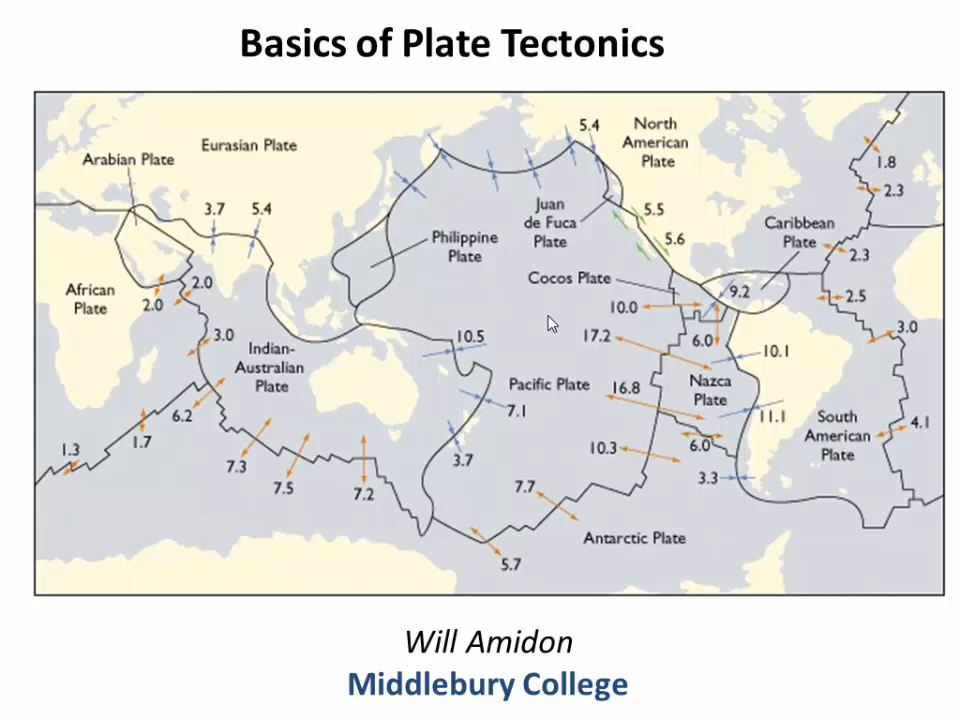 Basics of Plate Tectonics
5.4
North
American
Plate
Eurasian Plate
Arabian Plate
1.8
2.3
3.7
5.4
Juan
de Fuca
Plate
5.5
5.6
Caribbean
Plate
Philippine
Plate
2.3
Cocos Plate
African
Plate
2.0
2.0
9.2
2.5
10.0
3.0
3.0
10.5
17.2
6.0
10.1
Indian-
Australian
Plate
Pacific Plate
16.8
Nazca
Plate
7.1
11.1
South
American
Plate
4.1
6.2
1.7
1.3
7.3
7.5
7.2
3.7
10.3
6.0
3.3
7.7
Antarctic Plate
5.7
Will Amidon
Middlebury College